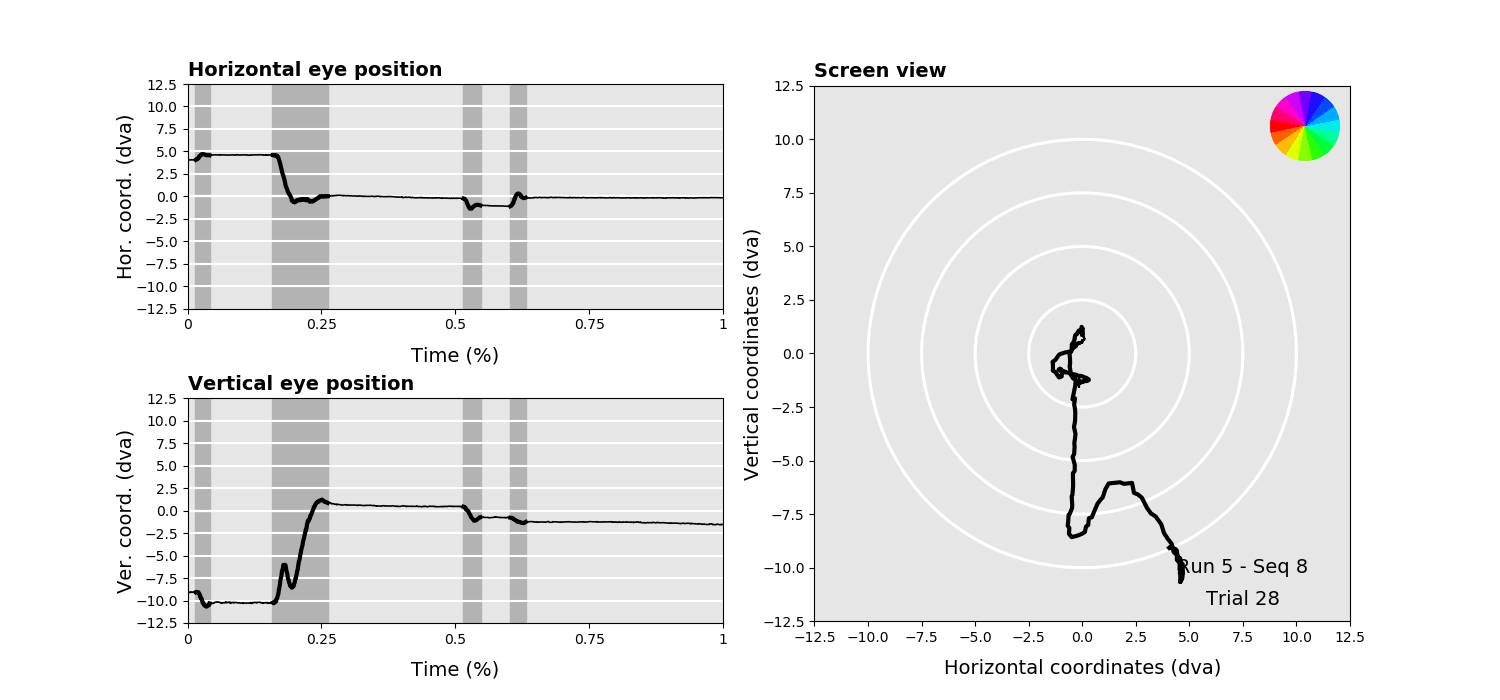 Horizontal eye position
12.5
10.0
7.5
5.0
2.5
0.0
−2.5
−5.0
−7.5
−10.0
−12.5
Hor. coord. (dva)
0 0.25 0.5 0.75 1
Time (%)
Vertical eye position
12.5
10.0
7.5
5.0
2.5
0.0
−2.5
−5.0
−7.5
−10.0
−12.5
Ver. coord. (dva)
0 0.25 0.5 0.75 1
Time (%)
Screen view
12.5
10.0
7.5
5.0
2.5
0.0
−2.5
−5.0
−7.5
−10.0
−12.5
Vertical coordinates (dva)
Run 5 - Seq 8
Trial 28
−12.5 −10.0 −7.5 −5.0 −2.5 0.0 2.5 5.0 7.5 10.0 12.5
Horizontal coordinates (dva)